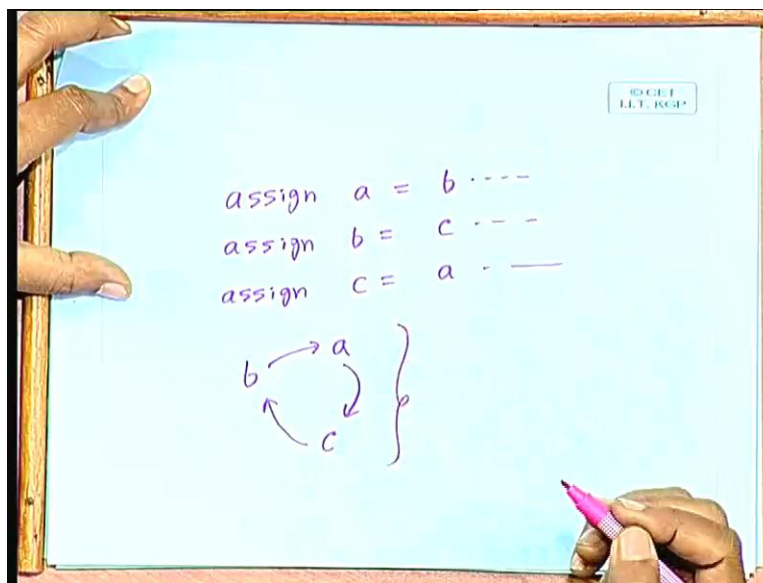 © CET
I.I.T. KGP
assign a = b ----
assign b = c ---
assign c = a - —
b a
c